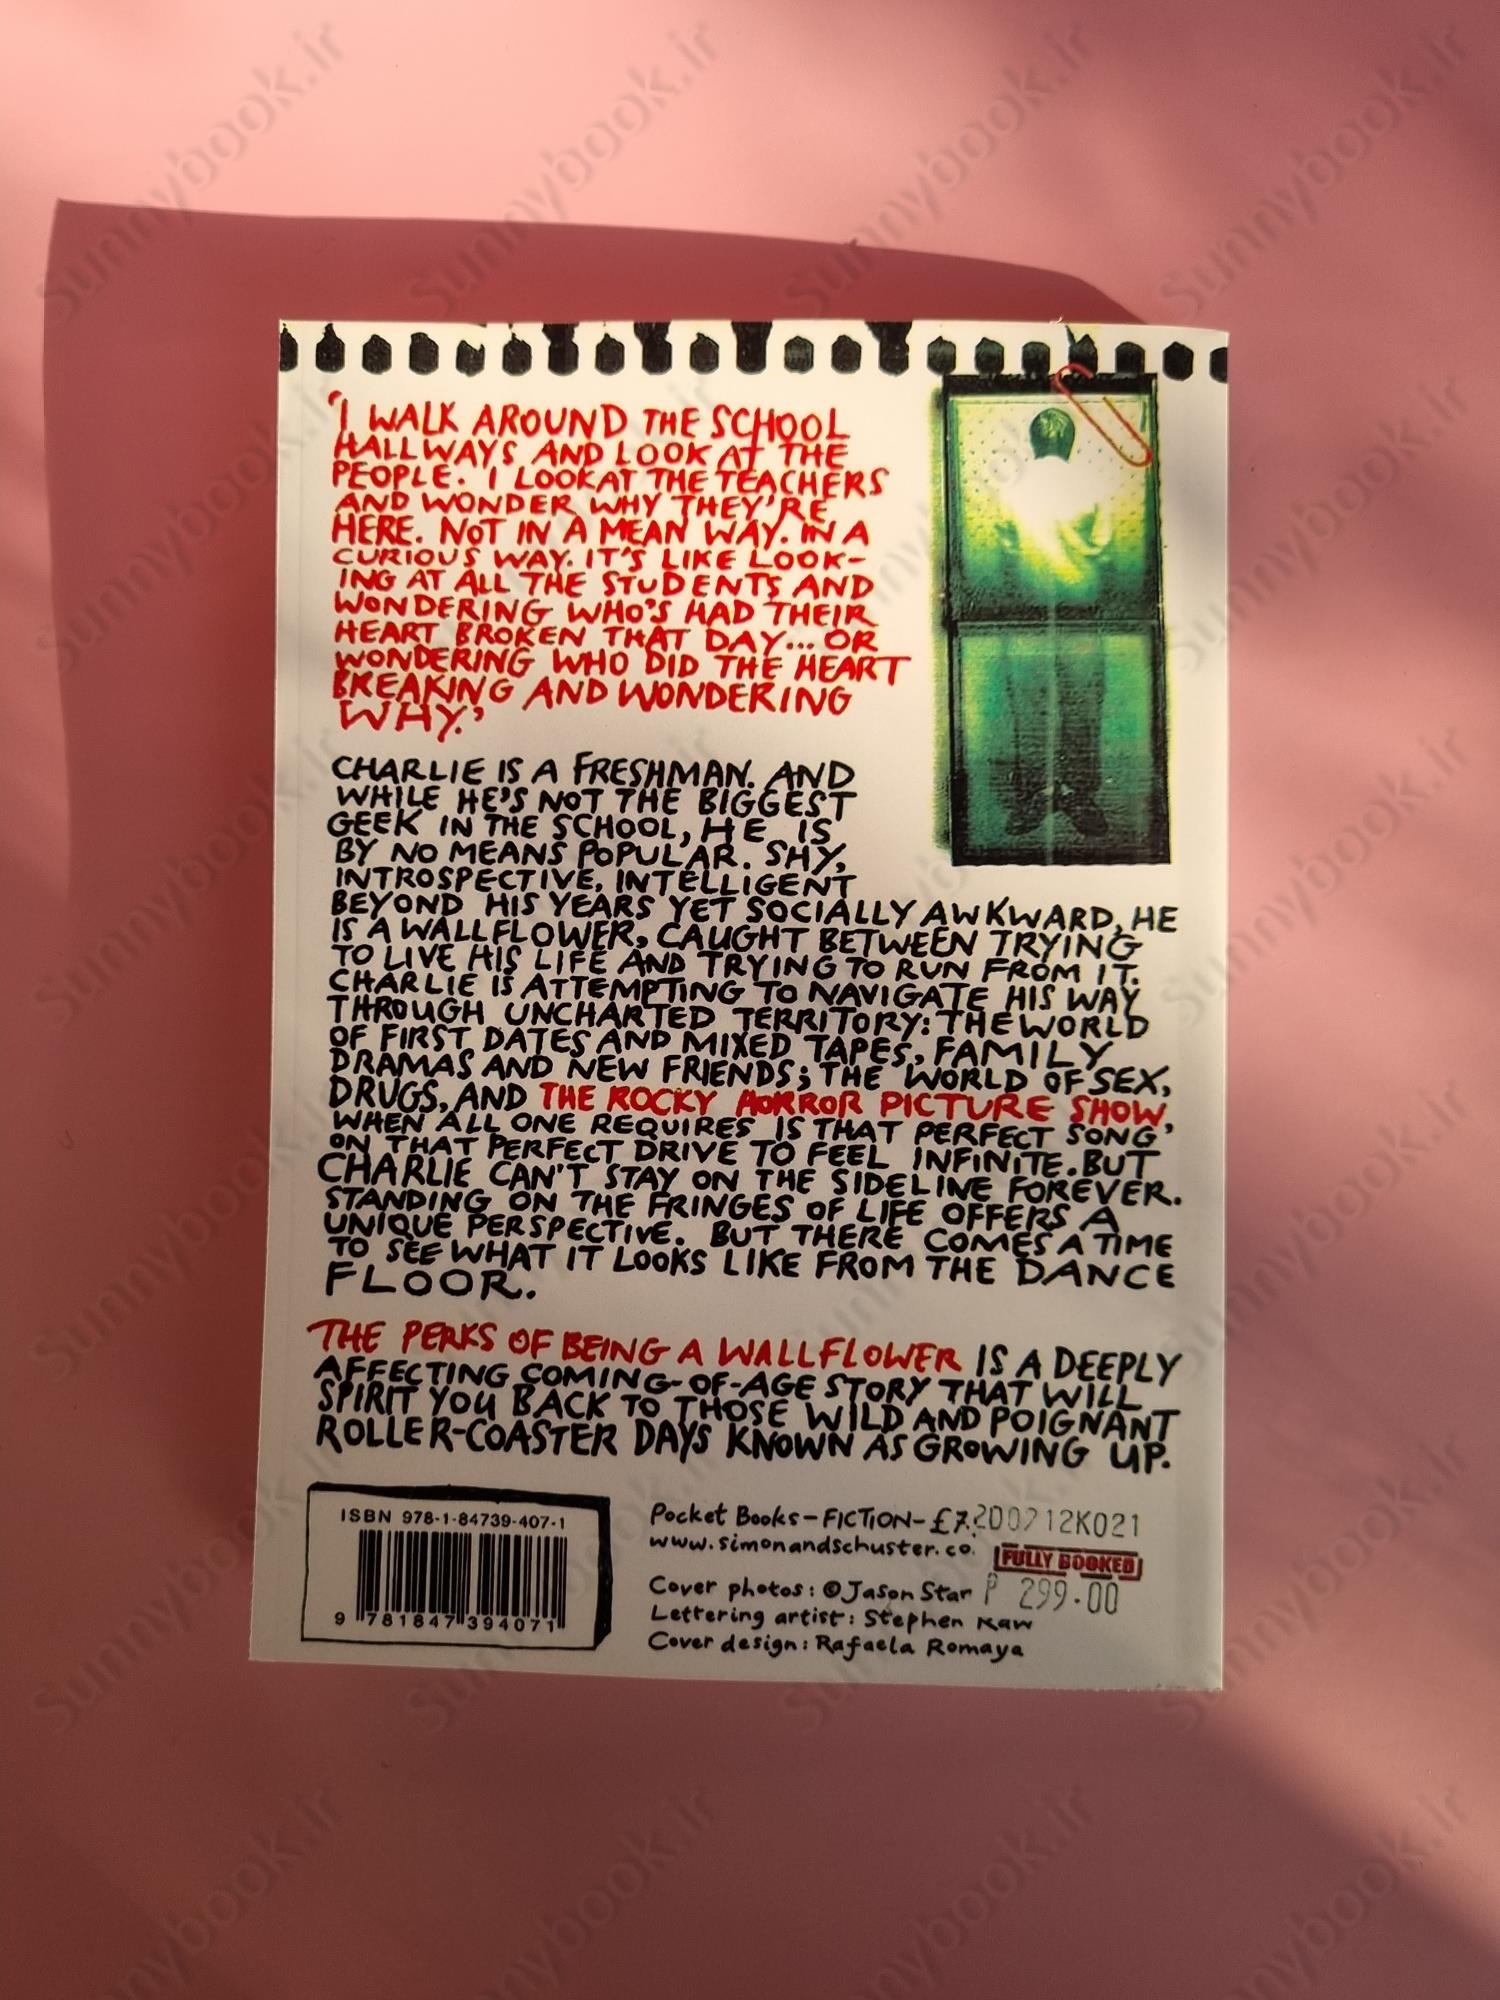 'I WALK AROUND THE SCHOOL
HALLWAYS AND LOOK AT THE
PEOPLE. I LOOK AT THE TEACHERS
AND WONDER WHY THEY'RE
HERE. NOT IN A MEAN WAY. IN A
CURIOUS WAY. IT'S LIKE LOOK-
ING AT ALL THE STUDENTS AND
WONDERING WHO'S HAD THEIR
HEART BROKEN THAT DAY... OR
WONDERING WHO DID THE HEART
BREAKING AND WONDERING
WHY.'
CHARLIE IS A FRESHMAN. AND
WHILE HE'S NOT THE BIGGEST
GEEK IN THE SCHOOL, HE IS
BY NO MEANS POPULAR. SHY,
INTROSPECTIVE, INTELLIGENT
BEYOND HIS YEARS YET SOCIALLY AWKWARD, HE
IS A WALLFLOWER, CAUGHT BETWEEN TRYING
TO LIVE HIS LIFE AND TRYING TO RUN FROM IT.
CHARLIE IS ATTEMPTING TO NAVIGATE HIS WAY
THROUGH UNCHARTED TERRITORY: THE WORLD
OF FIRST DATES AND MIXED TAPES, FAMILY
DRAMAS AND NEW FRIENDS; THE WORLD OF SEX,
DRUGS, AND THE ROCKY HORROR PICTURE SHOW,
WHEN ALL ONE REQUIRES IS THAT PERFECT SONG
ON THAT PERFECT DRIVE TO FEEL INFINITE. BUT
CHARLIE CAN'T STAY ON THE SIDELINE FOREVER.
STANDING ON THE FRINGES OF LIFE OFFERS A
UNIQUE PERSPECTIVE. BUT THERE COMES A TIME
TO SEE WHAT IT LOOKS LIKE FROM THE DANCE
FLOOR.
THE PERKS OF BEING A WALLFLOWER IS A DEEPLY
AFFECTING COMING-OF-AGE STORY THAT WILL
SPIRIT YOU BACK TO THOSE WILD AND POIGNANT
ROLLER-COASTER DAYS KNOWN AS GROWING UP.
ISBN 978-1-84739-407-1
9 781847 394071
Pocket Books - FICTION - £7.
200712K021
www.simonandschuster.co.
FULLY BOOKED
Cover photos: © Jason Star
P 299.00
Lettering artist: Stephen Raw
Cover design: Rafaela Romaya
Sunnybook.ir